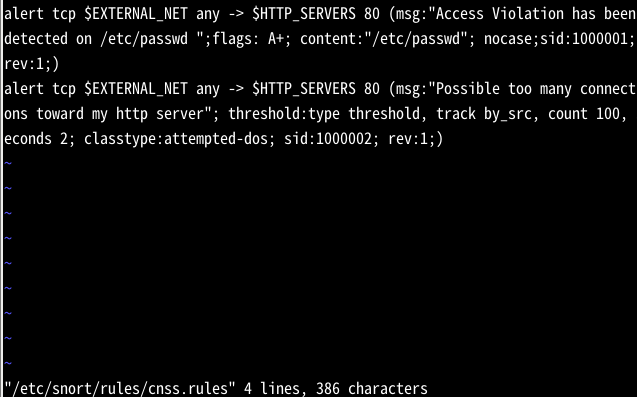 alert tcp $EXTERNAL_NET any -> $HTTP_SERVERS 80 (msg:"Access Violation has been
detected on /etc/passwd ";flags: A+; content:"/etc/passwd"; nocase;sid:1000001;
rev:1;)
alert tcp $EXTERNAL_NET any -> $HTTP_SERVERS 80 (msg:"Possible too many connect
ons toward my http server"; threshold:type threshold, track by_src, count 100,
econds 2; classtype:attempted-dos; sid:1000002; rev:1;)
~
~
~
~
~
~
~
~
~
"/etc/snort/rules/cnss.rules" 4 lines, 386 characters